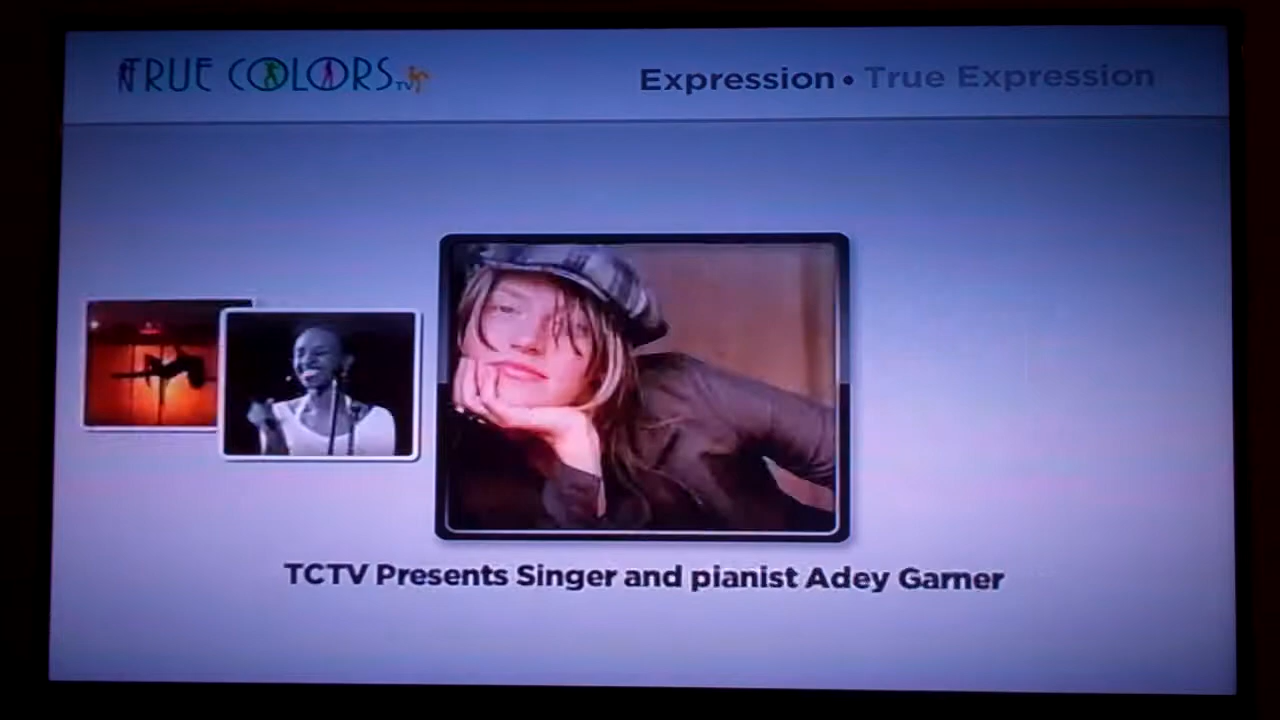 TRUE COLORS TV
Expression • True Expression
TCTV Presents Singer and pianist Adey Garner